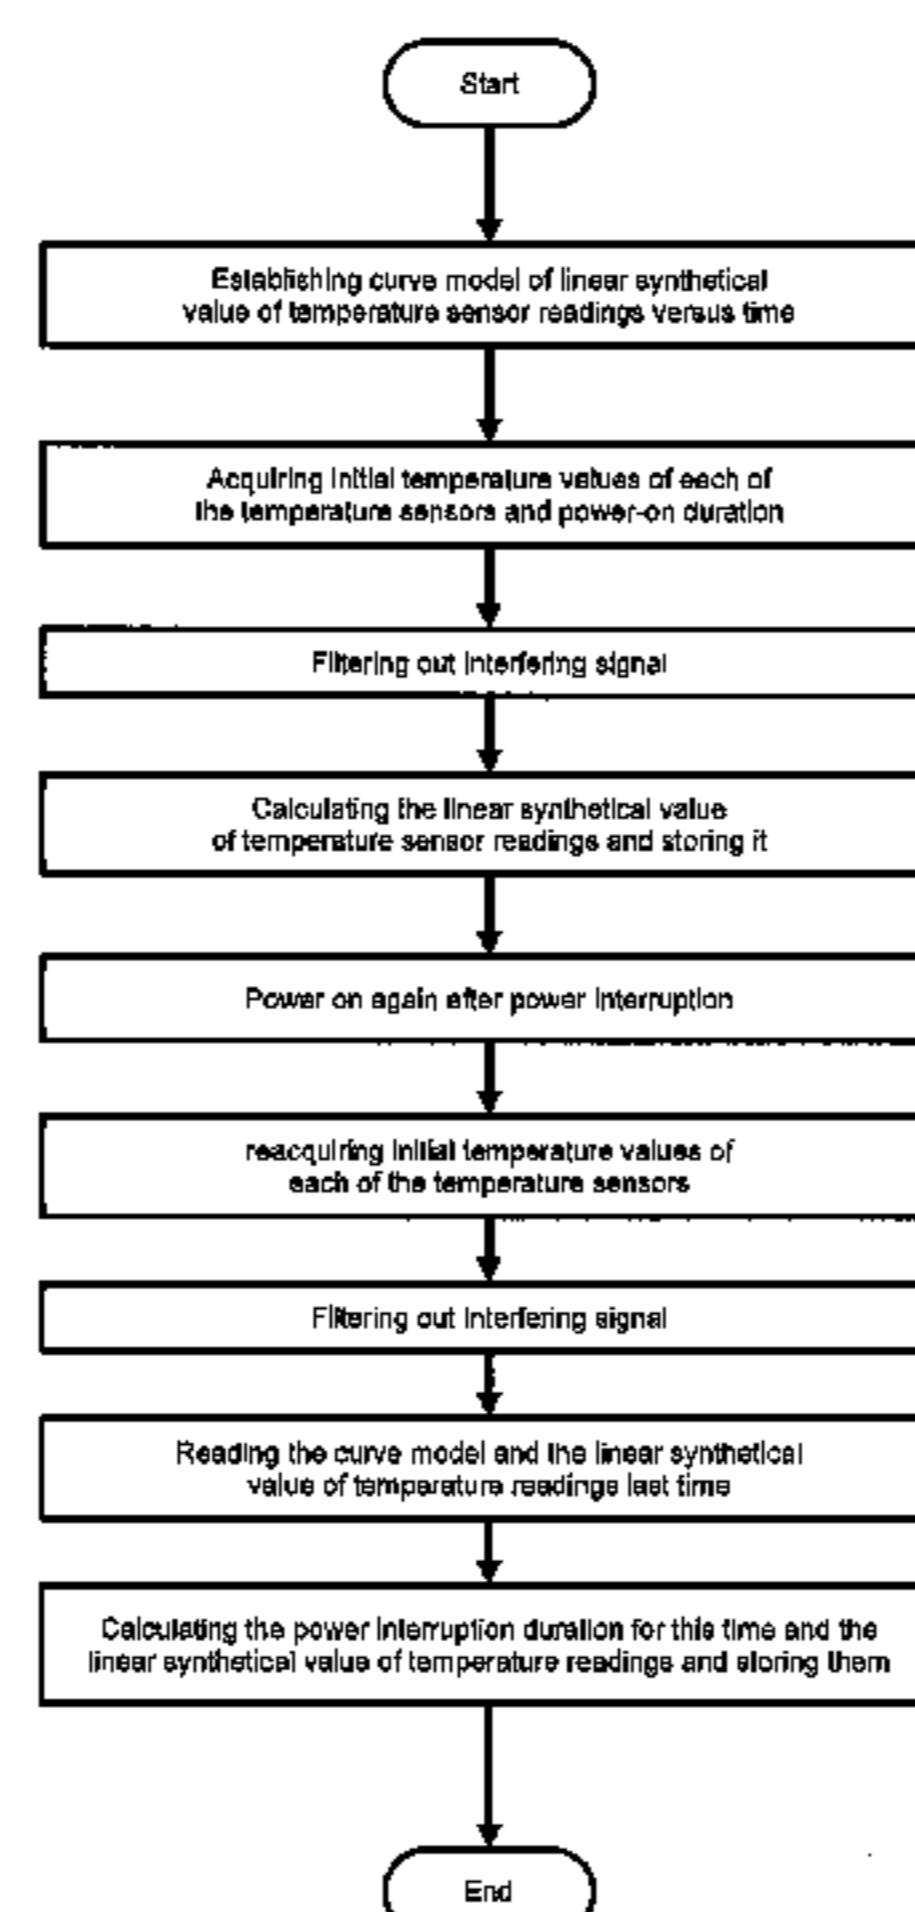 Start
Establishing curve model of linear synthetical
value of temperature sensor readings versus time
Acquiring initial temperature values of each of
the temperature sensors and power-on duration
Filtering out interfering signal
Calculating the linear synthetical value
of temperature sensor readings and storing it
Power on again after power interruption
reacquiring initial temperature values of
each of the temperature sensors
Filtering out interfering signal
Reading the curve model and the linear synthetical
value of temperature readings last time
Calculating the power interruption duration for this time and the
linear synthetical value of temperature readings and storing them
End